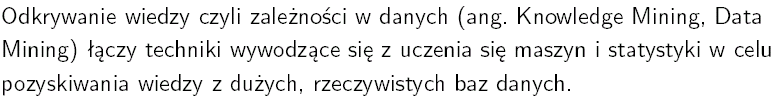 Odkrywanie wiedzy czyli zależności w danych (ang. Knowledge Mining, Data
Mining) łączy techniki wywodzące się z uczenia się maszyn i statystyki w celu
pozyskiwania wiedzy z dużych, rzeczywistych baz danych.